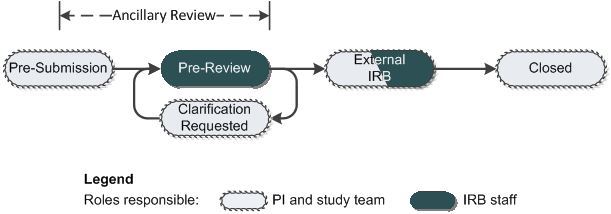 Ancillary Review
Pre-Submission
Pre-Review
External
IRB
Closed
Clarification
Requested
Legend
Roles responsible:
PI and study team
IRB staff